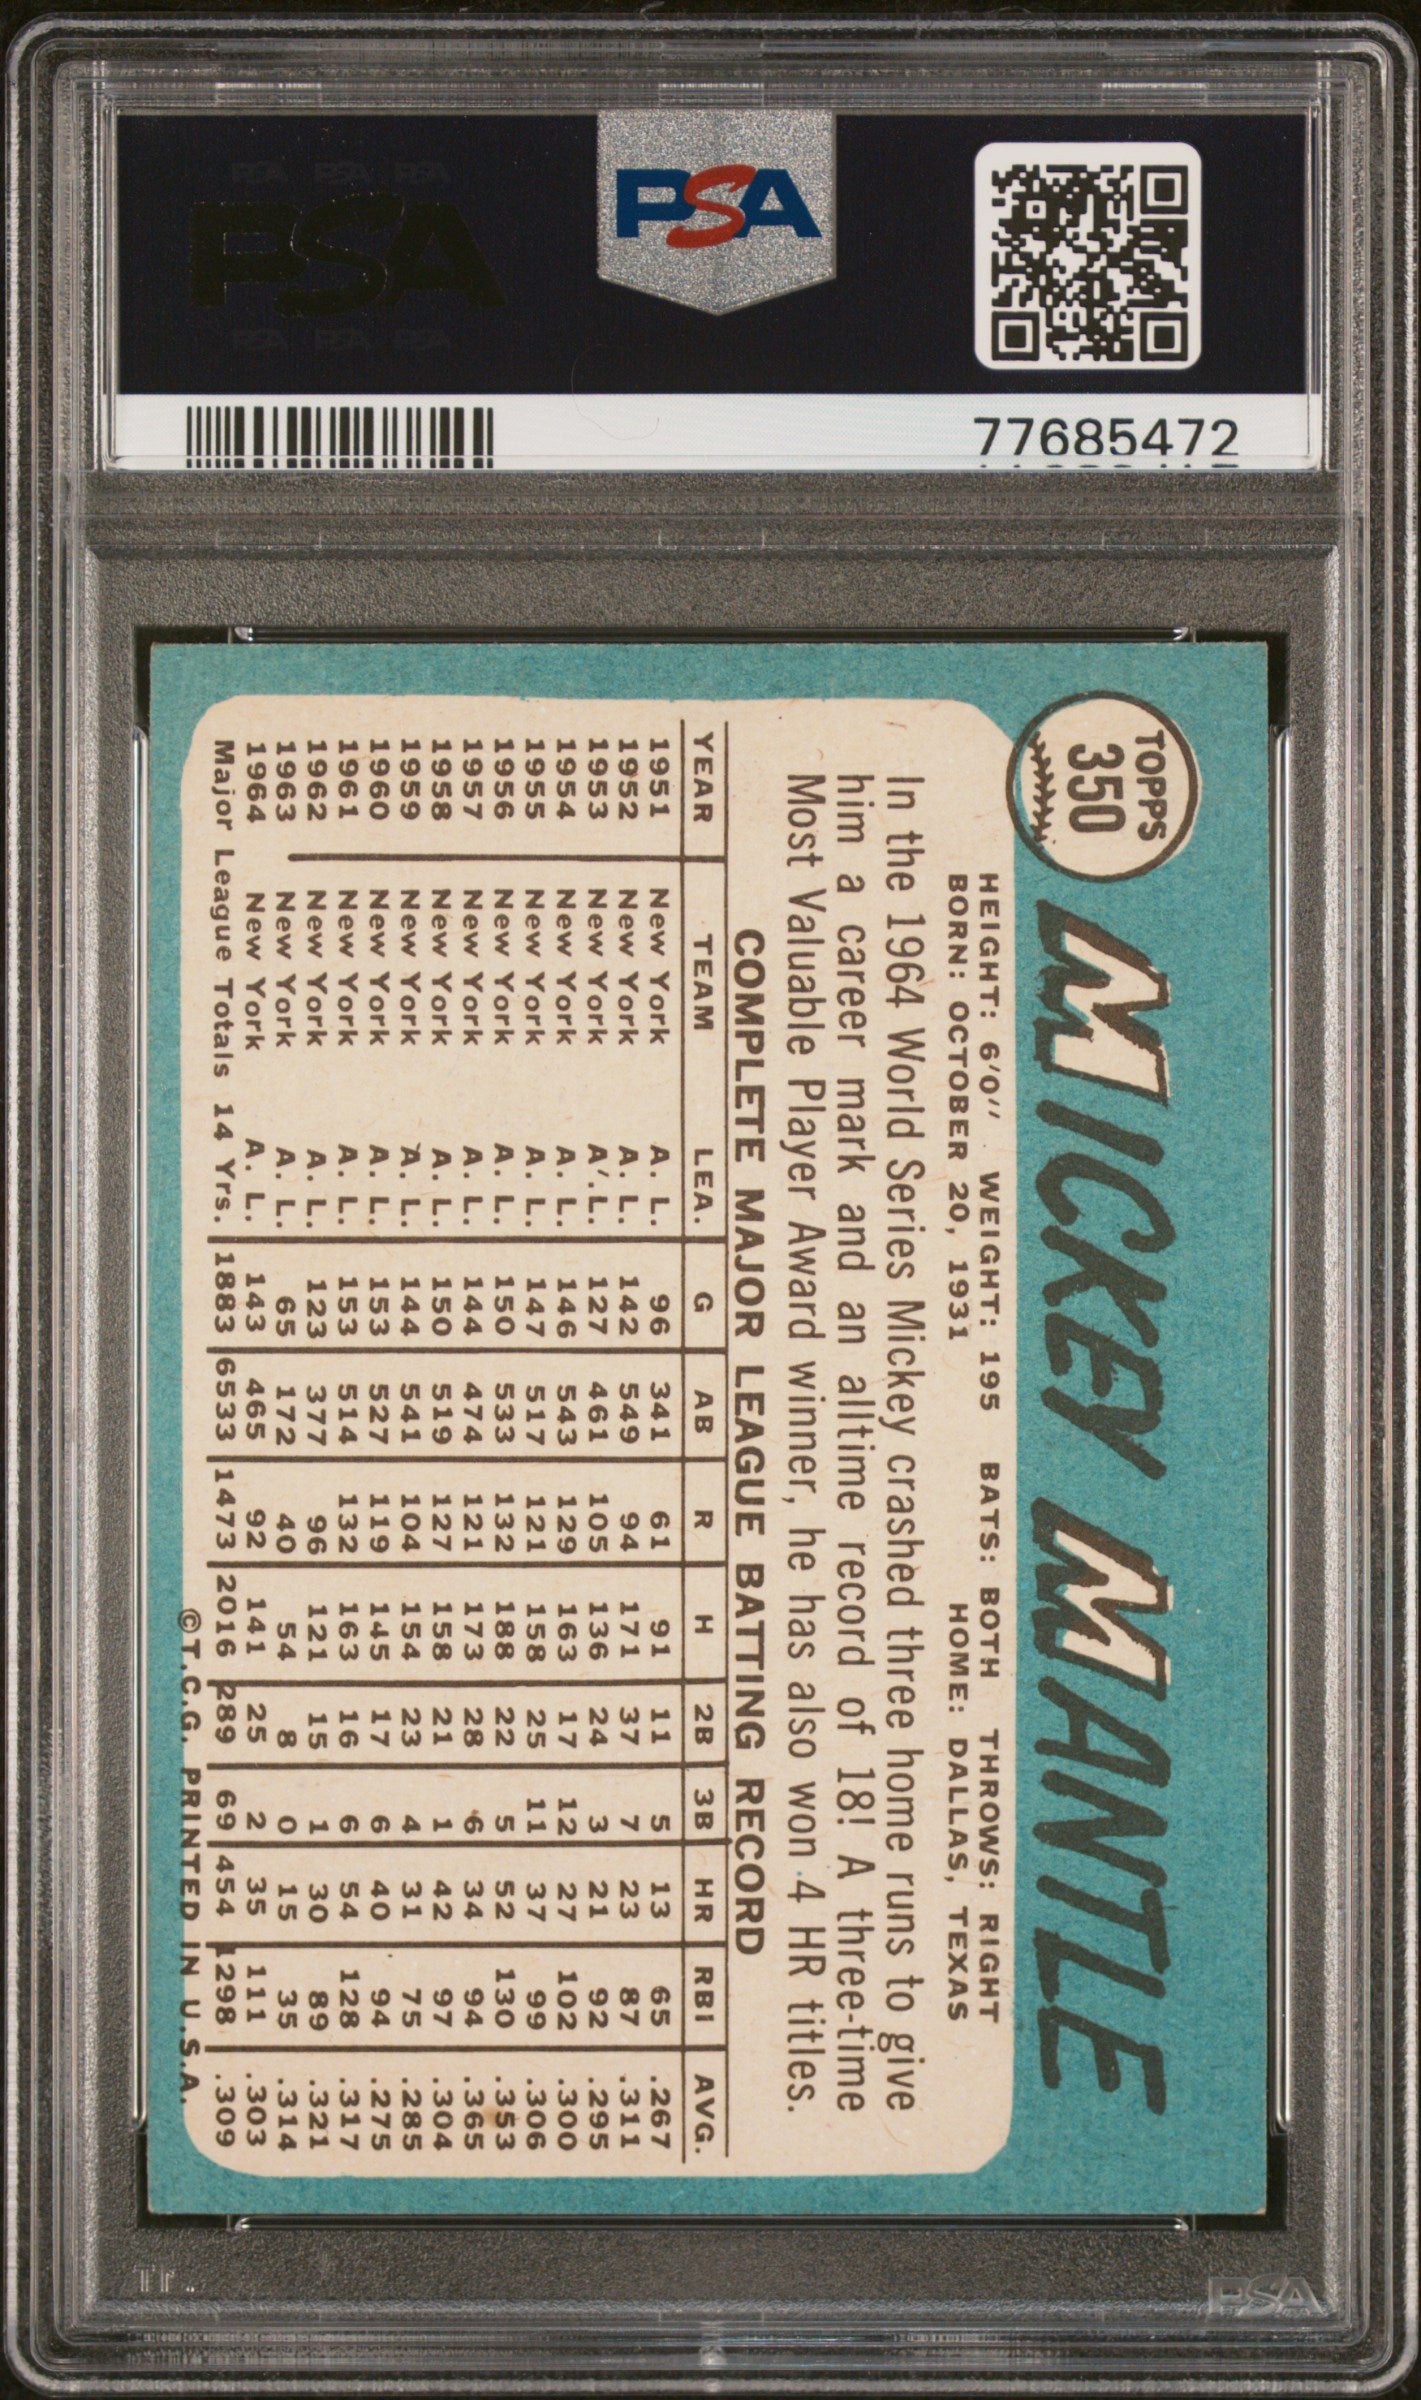 PSA PSA PSA
PSA
PSA PSA PSA
PSA
77685472
TOPPS
350
MICKEY MANTLE
HEIGHT: 6'0" WEIGHT: 195 BATS: BOTH THROWS: RIGHT
BORN: OCTOBER 20, 1931 HOME: DALLAS, TEXAS
In the 1964 World Series Mickey crashed three home runs to give
him a career mark and an alltime record of 18! A three-time
Most Valuable Player Award winner, he has also won 4 HR titles.
COMPLETE MAJOR LEAGUE BATTING RECORD
YEAR TEAM LEA. G AB R H 2B 3B HR RBI AVG.
1951 New York A. L. 96 341 61 91 11 5 13 65 .267
1952 New York A. L. 142 549 94 171 37 7 23 87 .311
1953 New York A. L. 127 461 105 136 24 3 21 92 .295
1954 New York A. L. 146 543 129 163 17 12 27 102 .300
1955 New York A. L. 147 517 121 158 25 11 37 99 .306
1956 New York A. L. 150 533 132 188 22 5 52 130 .353
1957 New York A. L. 144 474 121 173 28 6 34 94 .365
1958 New York A. L. 150 519 127 158 21 1 42 97 .304
1959 New York A. L. 144 541 104 154 23 4 31 75 .285
1960 New York A. L. 153 527 119 145 17 6 40 94 .275
1961 New York A. L. 153 514 132 163 16 6 54 128 .317
1962 New York A. L. 123 377 96 121 15 1 30 89 .321
1963 New York A. L. 65 172 40 54 8 0 15 35 .314
1964 New York A. L. 143 465 92 141 25 2 35 111 .303
Major League Totals 14 Yrs. 1883 6533 1473 2016 289 69 454 1298 .309
©T.C.G. PRINTED IN U.S.A.
PSA